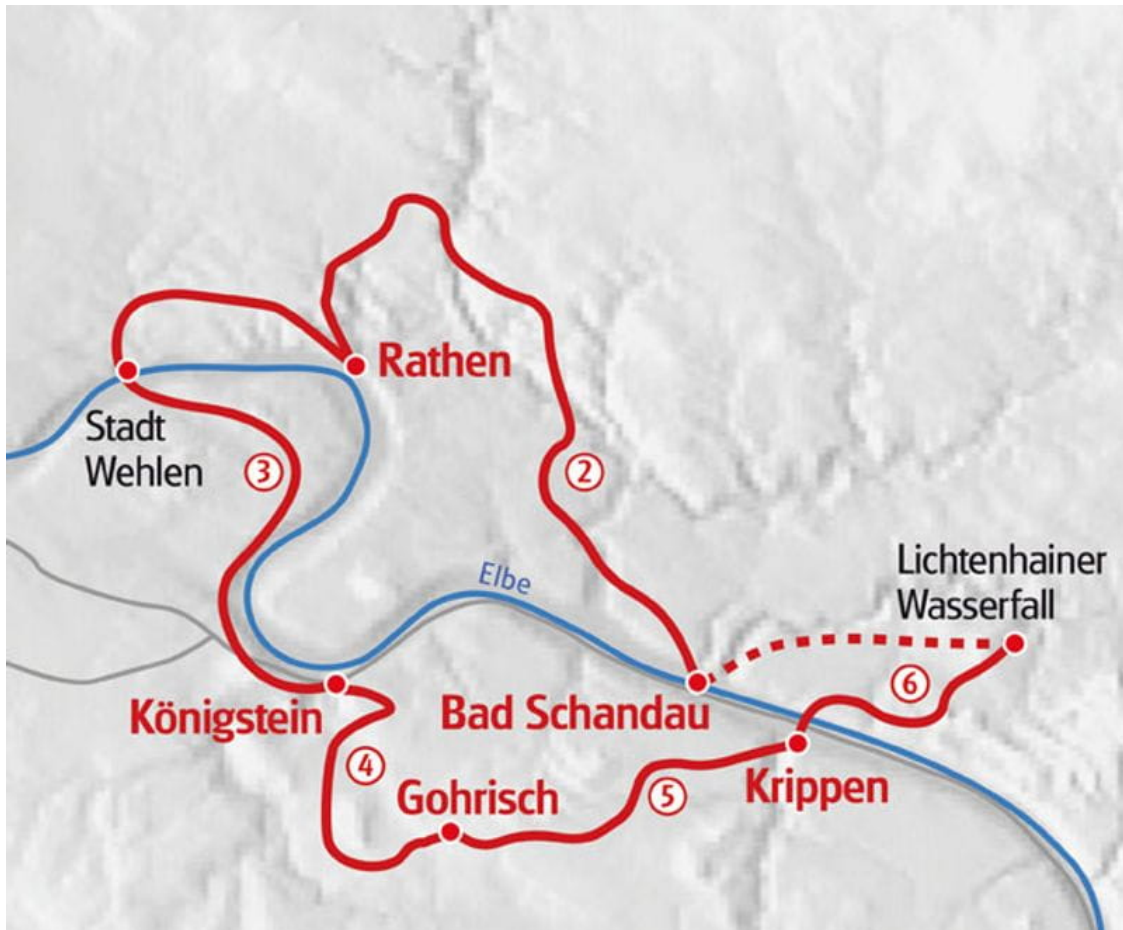 Rathen
Stadt
Wehlen
③
②
Elbe
Lichtenhainer
Wasserfall
⑥
Königstein
Bad Schandau
④
Gohrisch
⑤
Krippen